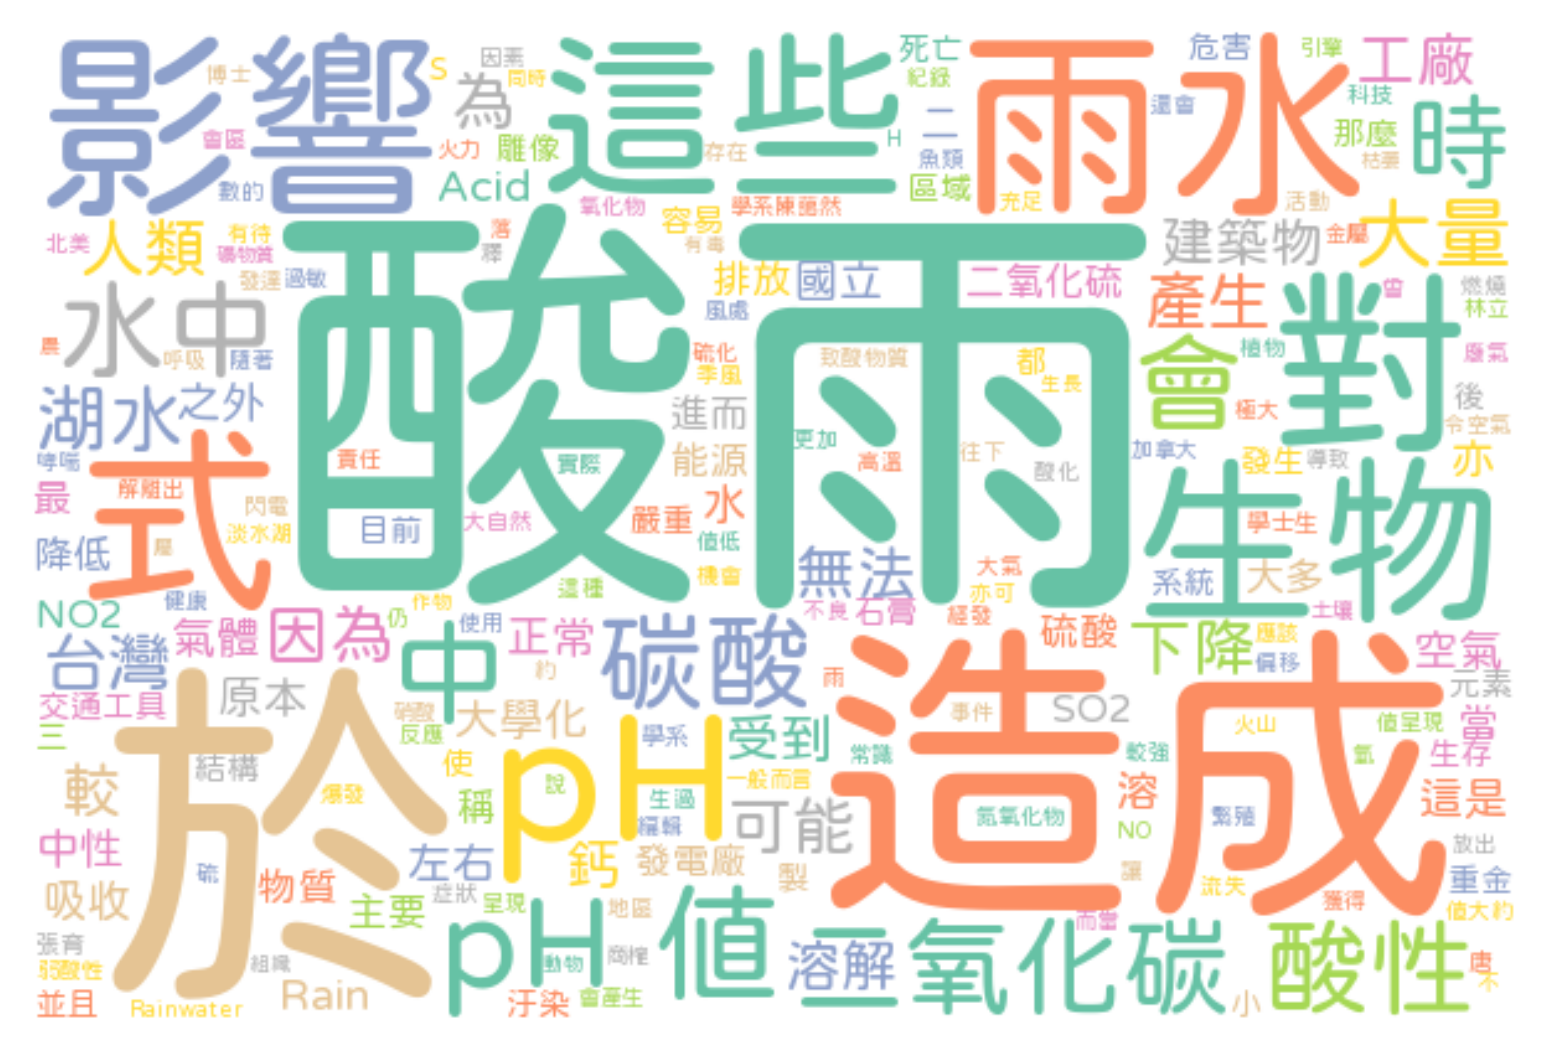 影響
博士
S
因素
同時
為
這些
死亡
紀錄
雨水
危害
引擎
工廠
科技
還會
那麼
枯萎
時
會區
火力
雕像
存在
H
二
魚類
區域
數的
Acid
氧化物
容易
學系陳藹然
充足
活動
北美
人類
有待
礦物質
落
釋
有毒
建築物
金屬
大量
發達
過敏
酸雨
排放
國立
風處
二氧化硫
產生
對
曾
燃燒
林立
水中
農
呼吸
隨著
硫化
季風
致酸物質
都
生長
會
植物
廢氣
湖水
之外
進而
更加
極大
後
令空氣
哮喘
式
責任
實際
能源
高溫
往下
酸化
加拿大
發生
導致
亦
最
解離出
閃電
淡水湖
目前
大自然
嚴重
水
值低
學士生
生物
降低
屬
這種
機會
無法
大氣
亦可
系統
大多
NO2
健康
仍
作物
使用
不良
石膏
經發
硫酸
土壤
台灣
氣體
因為
中
正常
碳酸
下降
應該
偏移
空氣
交通工具
原本
約
雨
造成
元素
三
硝酸
反應
大學化
學系
受到
常識
事件
SO2
較強
火山
值呈現
當
氫
生存
較
結構
爆發
使
說
pH
一般而言
生過
編輯
可能
溶
氮氧化物
NO
繁殖
這是
中性
於
硫
稱
左右
鈣
發電廠
製
讓
流失
放出
重金
吸收
物質
主要
症狀
呈現
地區
獲得
值大約
而當
張育
弱酸性
組織
pH值
動物
商榷
溶解
二氧化碳
酸性
唐
不
並且
Rainwater
Rain
汙染
會產生
小